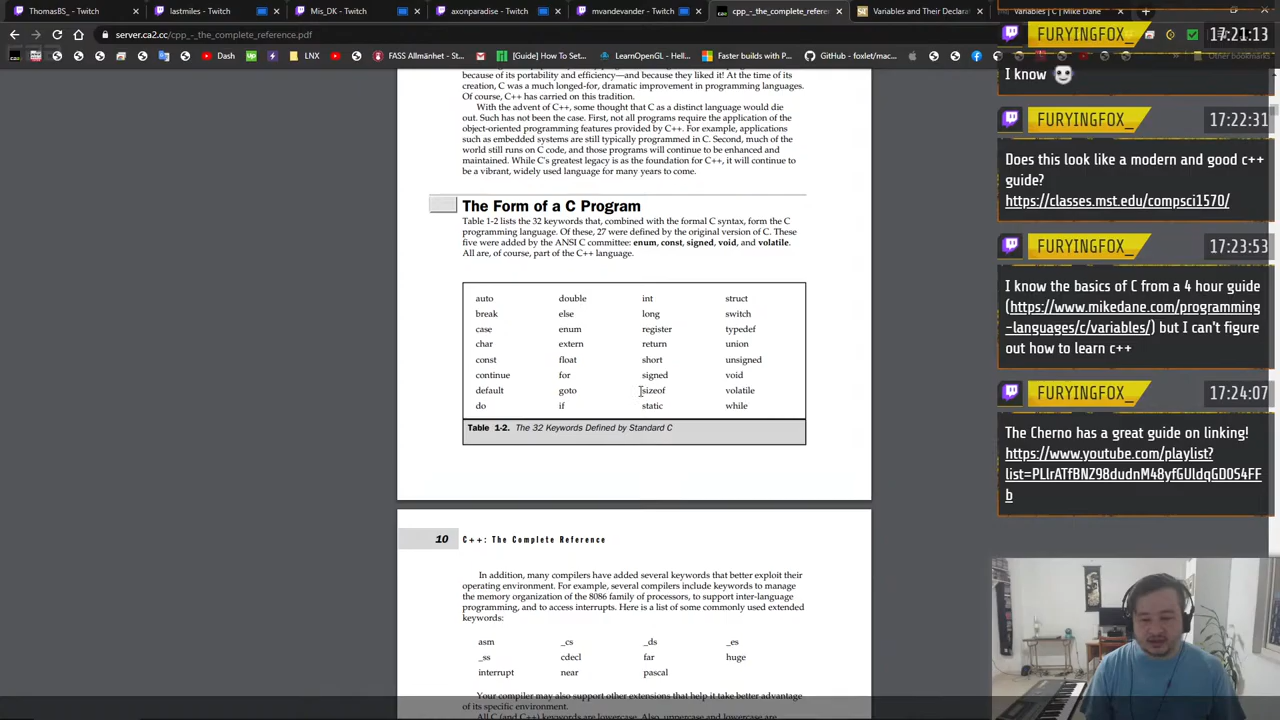 ThomasBS_ - Twitch
lastmiles - Twitch
Mis_DK - Twitch
axonparadise - Twitch
mandevander - Twitch
cpp_-_the_complete_refere
Variables and Their Declara
Variables | C | Mike Dane
server.ca2.cc/cpp_-_the_complete_reference.pdf
Dash
FASS Allmänhet - St...
[Guide] How To Set...
LearnOpenGL - Hell...
Faster builds with P...
GitHub - foxlet/mac...
Other bookmarks
because of its portability and efficiency—and because they liked it! At the time of its
creation, C was a much longed-for, dramatic improvement in programming languages.
Of course, C++ has carried on this tradition.
With the advent of C++, some thought that C as a distinct language would die
out. Such has not been the case. First, not all programs require the application of the
object-oriented programming features provided by C++. For example, applications
such as embedded systems are still typically programmed in C. Second, much of the
world still runs on C code, and those programs will continue to be enhanced and
maintained. While C's greatest legacy is as the foundation for C++, it will continue to
be a vibrant, widely used language for many years to come.
The Form of a C Program
Table 1-2 lists the 32 keywords that, combined with the formal C syntax, form the C
programming language. Of these, 27 were defined by the original version of C. These
five were added by the ANSI C committee: enum, const, signed, void, and volatile.
All are, of course, part of the C++ language.
auto double int struct
break else long switch
case enum register typedef
char extern return union
const float short unsigned
continue for signed void
default goto sizeof volatile
do if static while
Table 1-2. The 32 Keywords Defined by Standard C
10 C++: The Complete Reference
In addition, many compilers have added several keywords that better exploit their
operating environment. For example, several compilers include keywords to manage
the memory organization of the 8086 family of processors, to support inter-language
programming, and to access interrupts. Here is a list of some commonly used extended
keywords:
asm _cs _ds _es
_ss cdecl far huge
interrupt near pascal
Your compiler may also support other extensions that help it take better advantage
of its specific environment.
All C (and C++) keywords are lowercase. Also, uppercase and lowercase are
FURYINGFOX_ 17:21:13
I know
FURYINGFOX_ 17:22:31
Does this look like a modern and good c++
guide?
https://classes.mst.edu/compsci1570/
FURYINGFOX_ 17:23:53
I know the basics of C from a 4 hour guide
(https://www.mikedane.com/programming
-languages/c/variables/) but I can't figure
out how to learn c++
FURYINGFOX_ 17:24:07
The Cherno has a great guide on linking!
https://www.youtube.com/playlist?
list=PLlrATfBNZ98dudnM48yfGUldqGD0S4FF
b